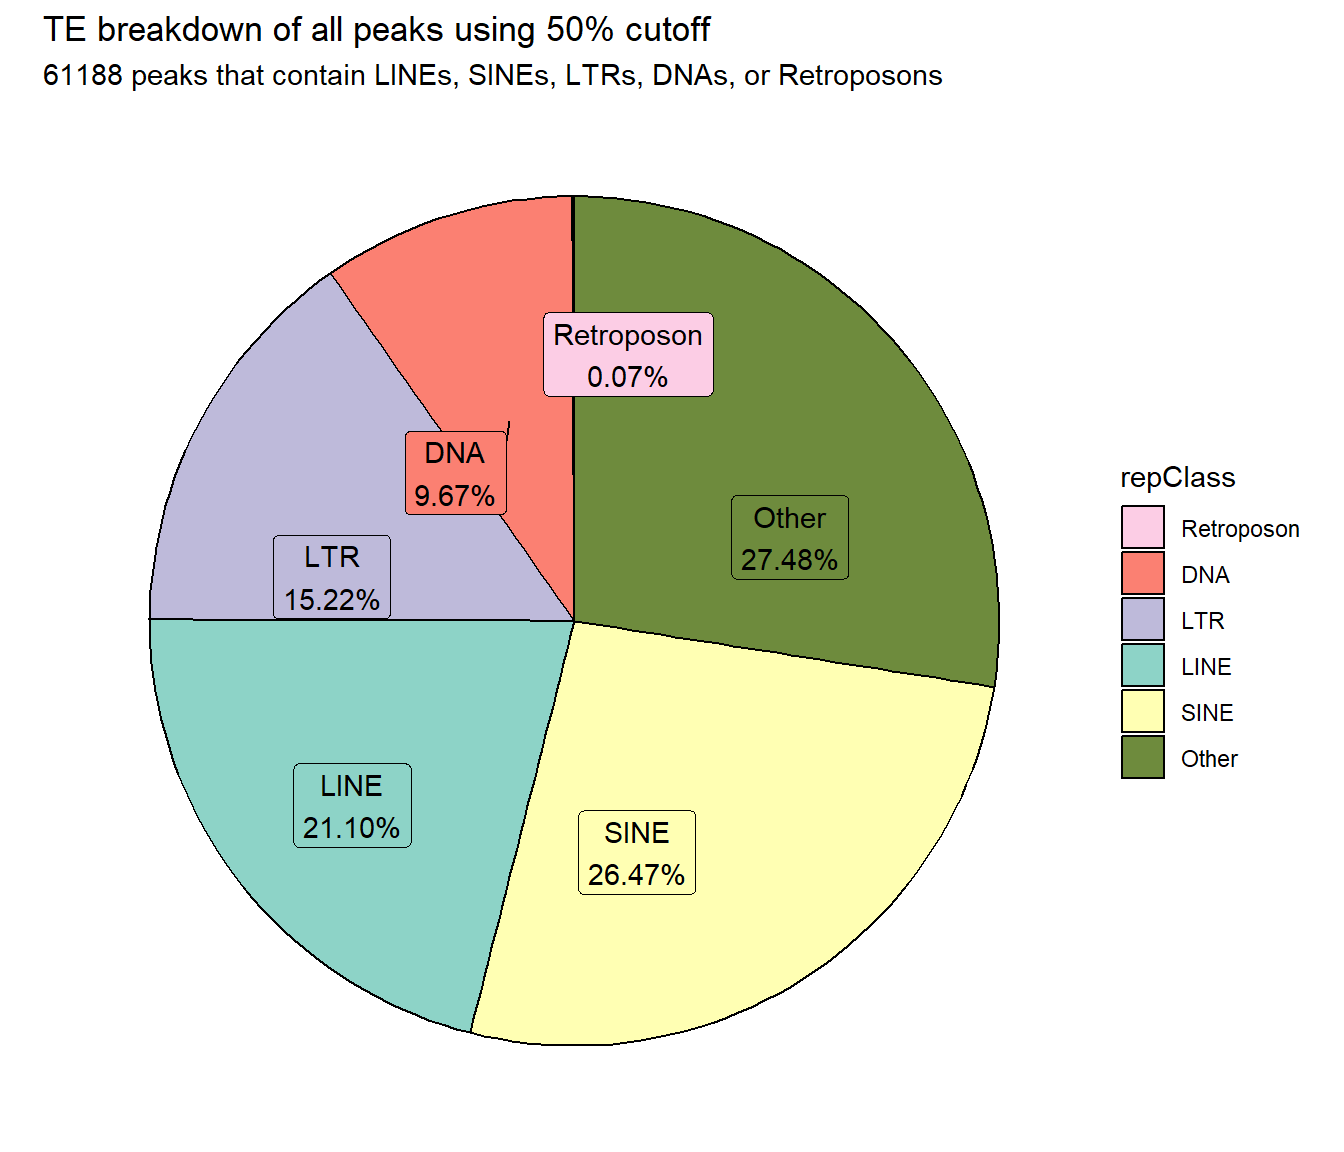 TE breakdown of all peaks using 50% cutoff
61188 peaks that contain LINEs, SINEs, LTRs, DNAs, or Retroposons
Retroposon
0.07%
DNA
9.67%
Other
27.48%
LTR
15.22%
LINE
21.10%
SINE
26.47%
repClass
Retroposon
DNA
LTR
LINE
SINE
Other